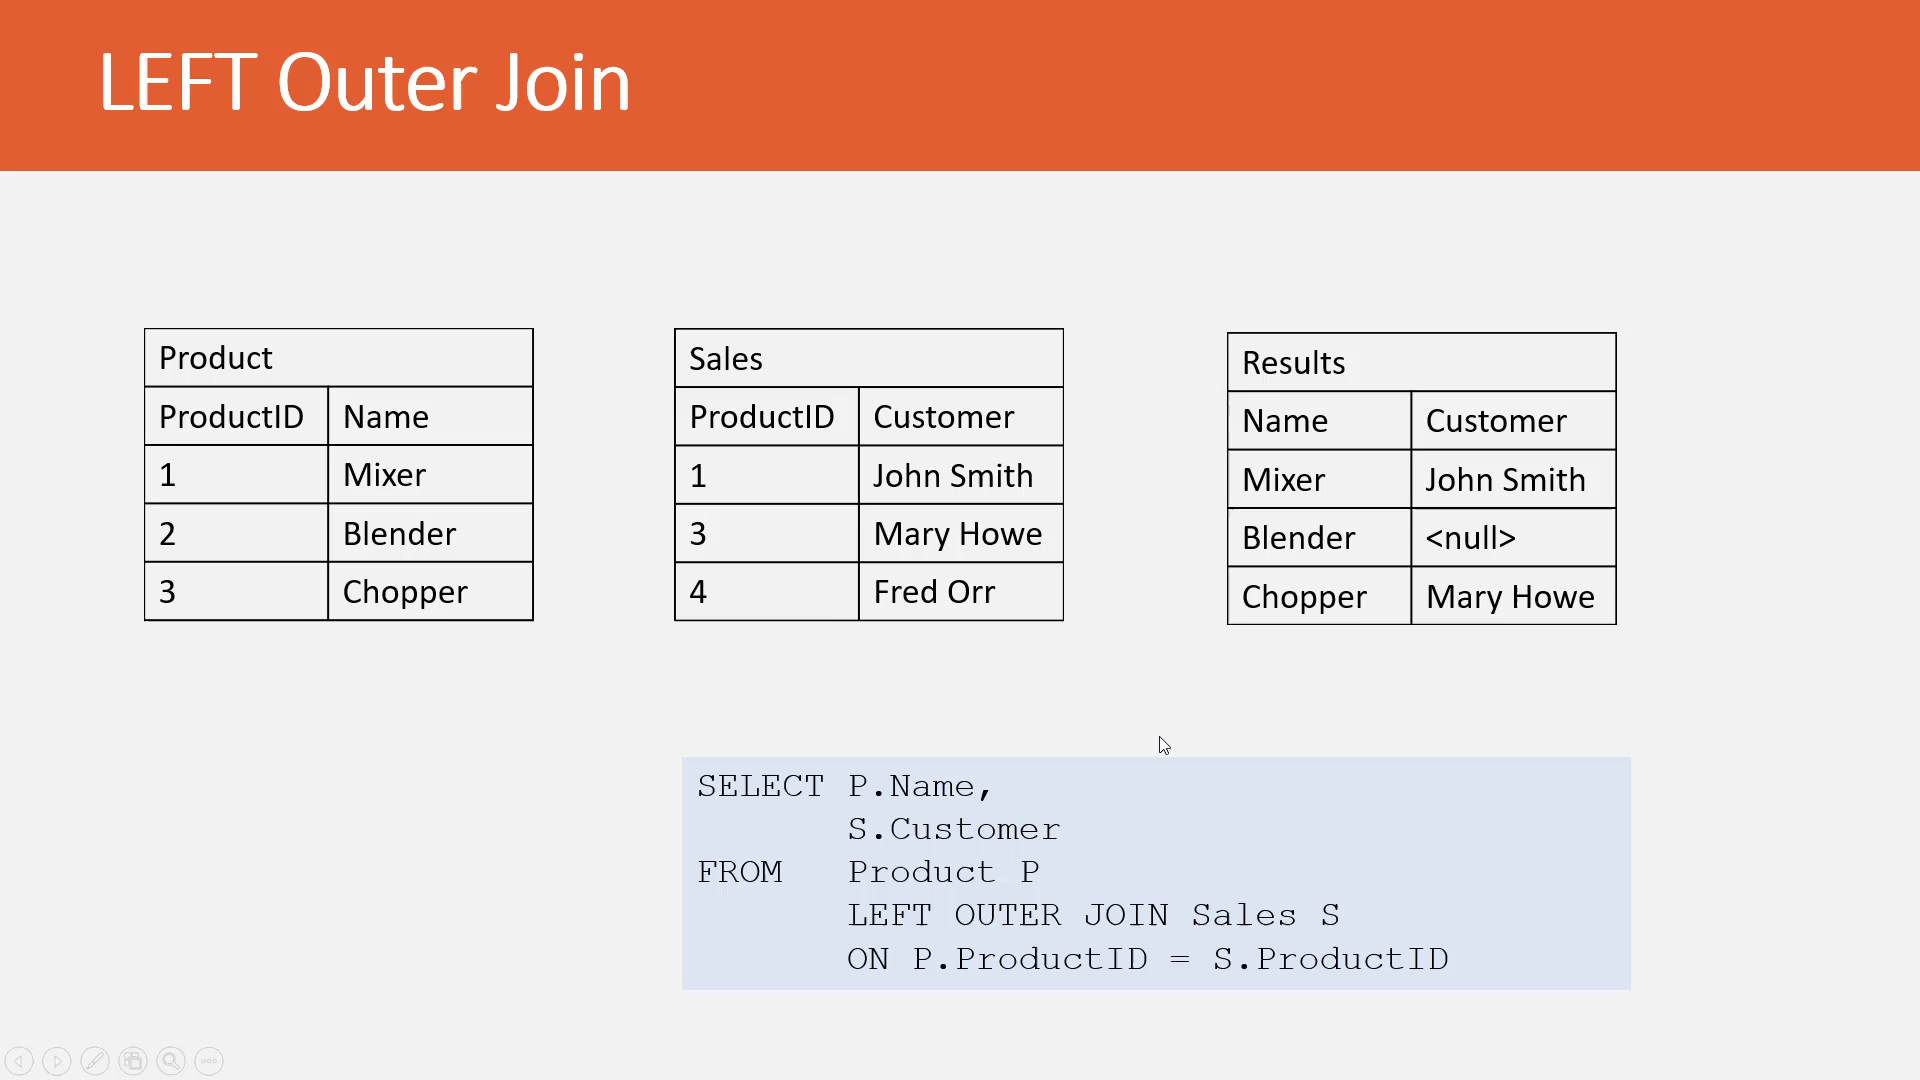 LEFT Outer Join
Product
ProductID Name
1 Mixer
2 Blender
3 Chopper
Sales
ProductID Customer
1 John Smith
3 Mary Howe
4 Fred Orr
Results
Name Customer
Mixer John Smith
Blender <null>
Chopper Mary Howe
SELECT P.Name,
S.Customer
FROM Product P
LEFT OUTER JOIN Sales S
ON P.ProductID = S.ProductID